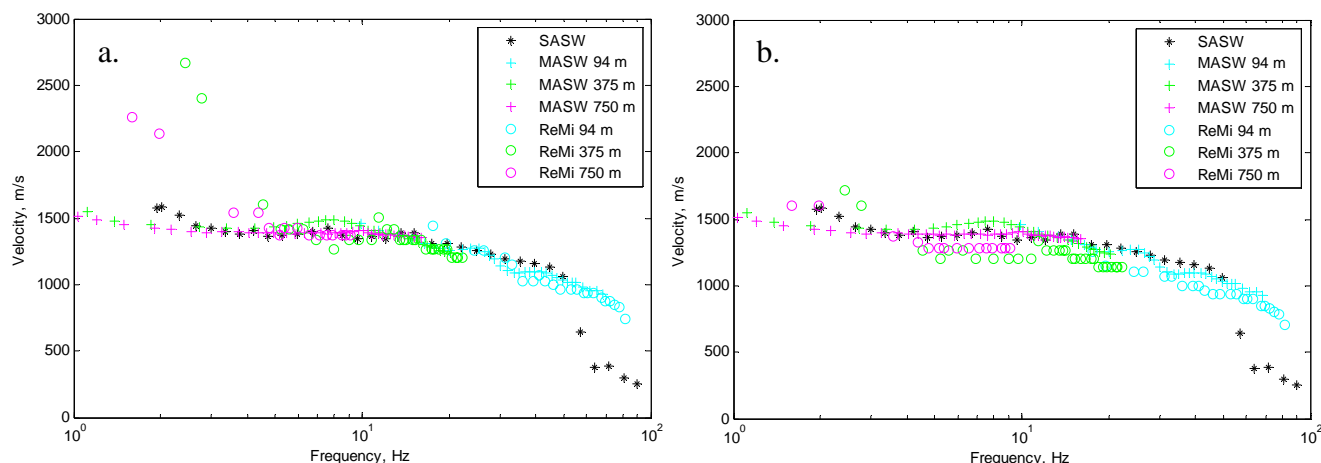 a.
3000
2500
2000
1500
1000
500
0
Velocity, m/s
10^0
10^1
10^2
Frequency, Hz
SASW
MASW 94 m
MASW 375 m
MASW 750 m
ReMi 94 m
ReMi 375 m
ReMi 750 m
b.
3000
2500
2000
1500
1000
500
0
Velocity, m/s
10^0
10^1
10^2
Frequency, Hz
SASW
MASW 94 m
MASW 375 m
MASW 750 m
ReMi 94 m
ReMi 375 m
ReMi 750 m